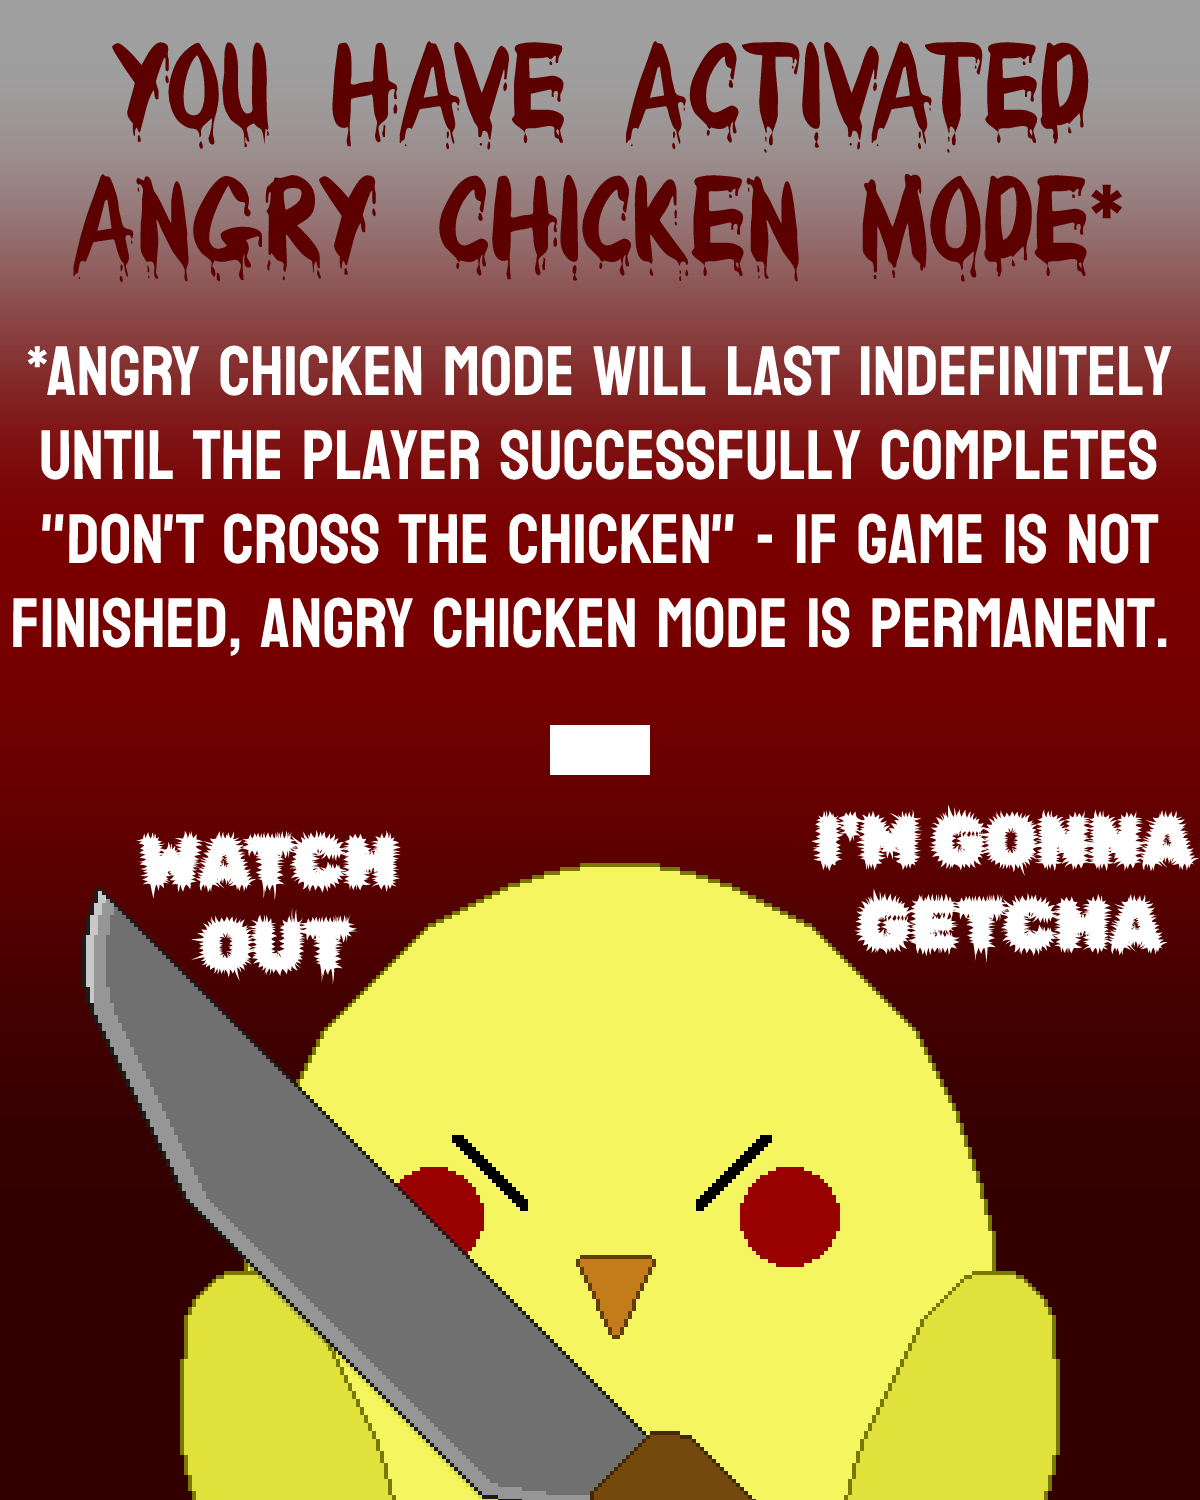 YOU HAVE ACTIVATED
ANGRY CHICKEN MODE*
*ANGRY CHICKEN MODE WILL LAST INDEFINITELY
UNTIL THE PLAYER SUCCESSFULLY COMPLETES
"DON'T CROSS THE CHICKEN" - IF GAME IS NOT
FINISHED, ANGRY CHICKEN MODE IS PERMANENT.
WATCH
OUT
I'M GONNA
GETCHA